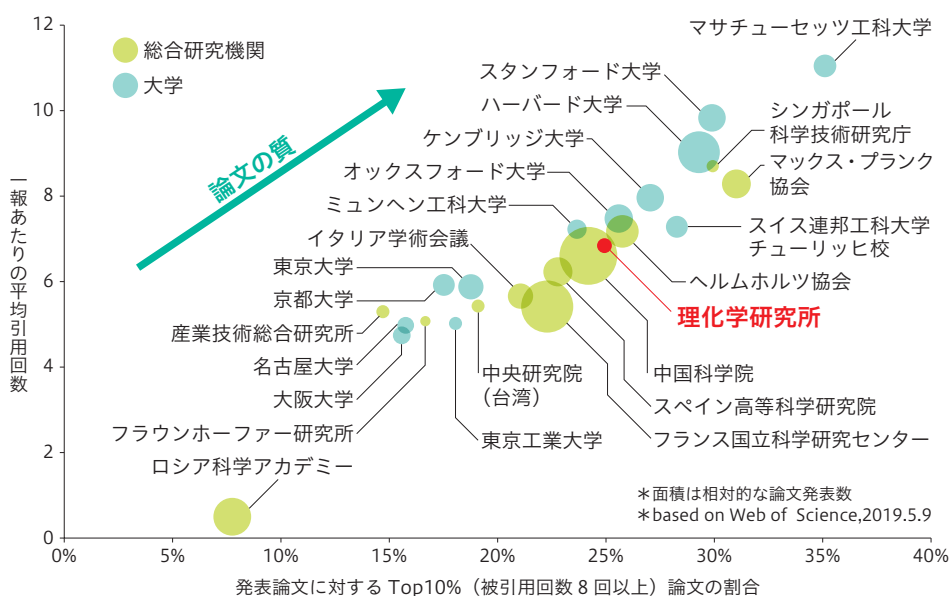 12
10
8
6
4
2
0
一報あたりの平均引用回数
総合研究機関
大学
論文の質
マサチューセッツ工科大学
スタンフォード大学
ハーバード大学
シンガポール
科学技術研究庁
ケンブリッジ大学
マックス・プランク
協会
オックスフォード大学
ミュンヘン工科大学
スイス連邦工科大学
チューリッヒ校
イタリア学術会議
東京大学
ヘルムホルツ協会
京都大学
理化学研究所
産業技術総合研究所
名古屋大学
中央研究院
(台湾)
中国科学院
大阪大学
スペイン高等科学研究院
フラウンホーファー研究所
東京工業大学
フランス国立科学研究センター
ロシア科学アカデミー
＊面積は相対的な論文発表数
＊based on Web of Science,2019.5.9
0%
5%
10%
15%
20%
25%
30%
35%
40%
発表論文に対する Top10%（被引用回数 8 回以上）論文の割合